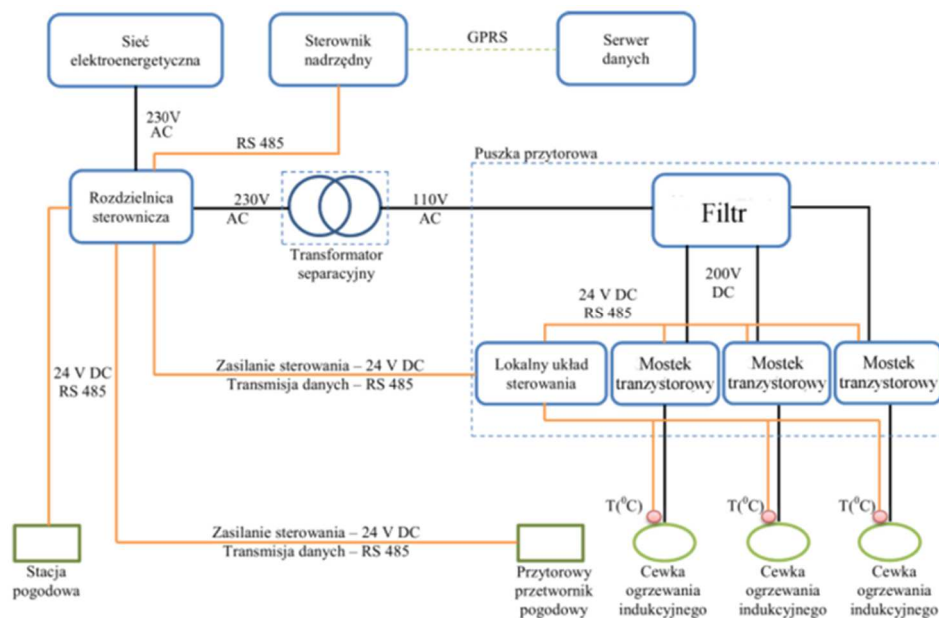 Sieć
elektroenergetyczna
Sterownik
nadrzędny
GPRS
Serwer
danych
230V
AC
RS 485
Puszka przytorowa
Rozdzielnica
sterownicza
230V
AC
110V
AC
Filtr
Transformator
separacyjny
200V
DC
24 V DC
RS 485
Lokalny układ
sterowania
Mostek
tranzystorowy
Mostek
tranzystorowy
Mostek
tranzystorowy
24 V DC
RS 485
Zasilanie sterowania – 24 V DC
Transmisja danych – RS 485
T(⁰C)
T(⁰C)
T(⁰C)
Zasilanie sterowania – 24 V DC
Transmisja danych – RS 485
Stacja
pogodowa
Przytorowy
przetwornik
pogodowy
Cewka
ogrzewania
indukcyjnego
Cewka
ogrzewania
indukcyjnego
Cewka
ogrzewania
indukcyjnego